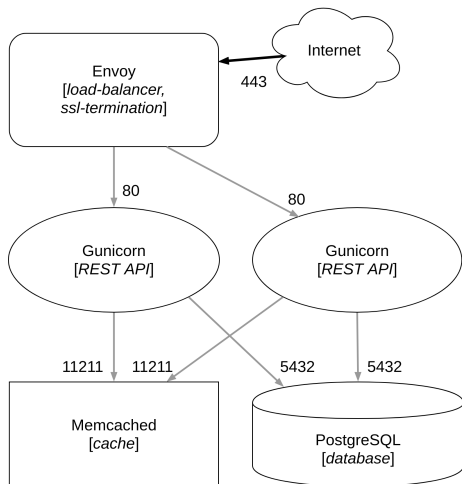 Internet
Envoy
[load-balancer,
ssl-termination]
443
80
80
Gunicorn
[REST API]
Gunicorn
[REST API]
11211
11211
5432
5432
Memcached
[cache]
PostgreSQL
[database]